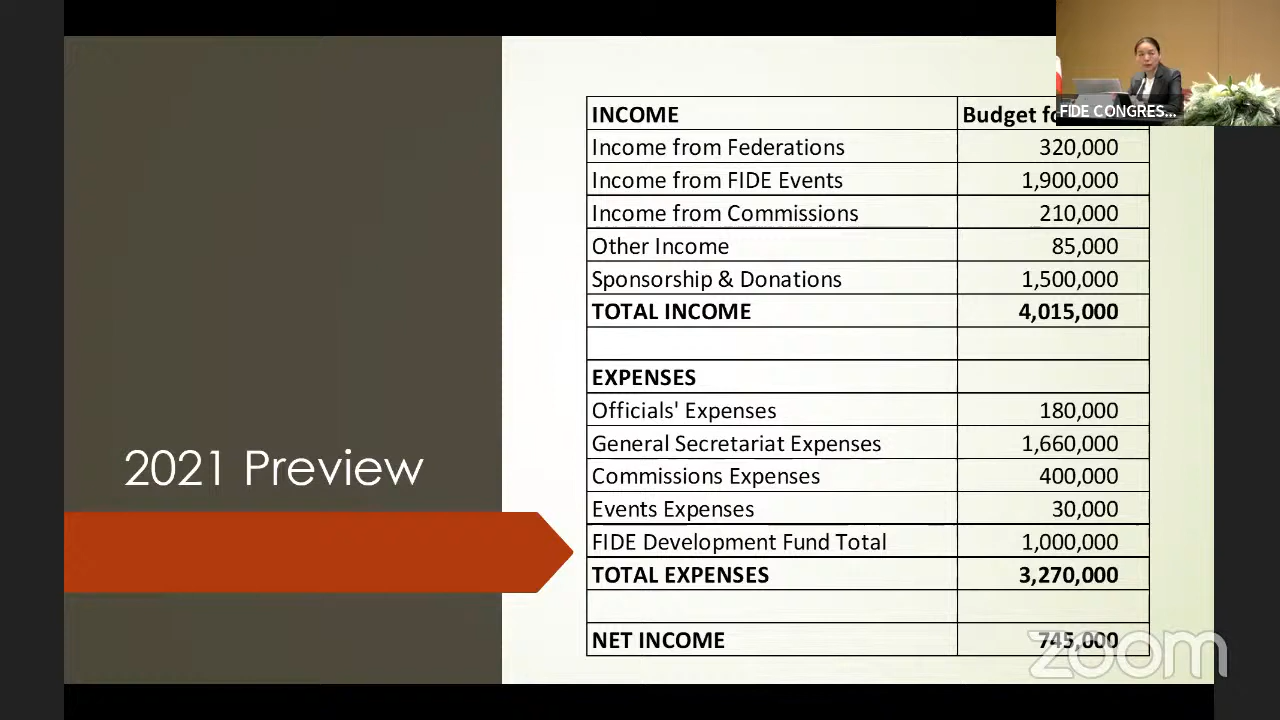 FIDE CONGRES...
INCOME Budget fo
Income from Federations 320,000
Income from FIDE Events 1,900,000
Income from Commissions 210,000
Other Income 85,000
Sponsorship & Donations 1,500,000
TOTAL INCOME 4,015,000
EXPENSES
Officials' Expenses 180,000
General Secretariat Expenses 1,660,000
Commissions Expenses 400,000
Events Expenses 30,000
FIDE Development Fund Total 1,000,000
TOTAL EXPENSES 3,270,000
NET INCOME 745,000
2021 Preview
zoom